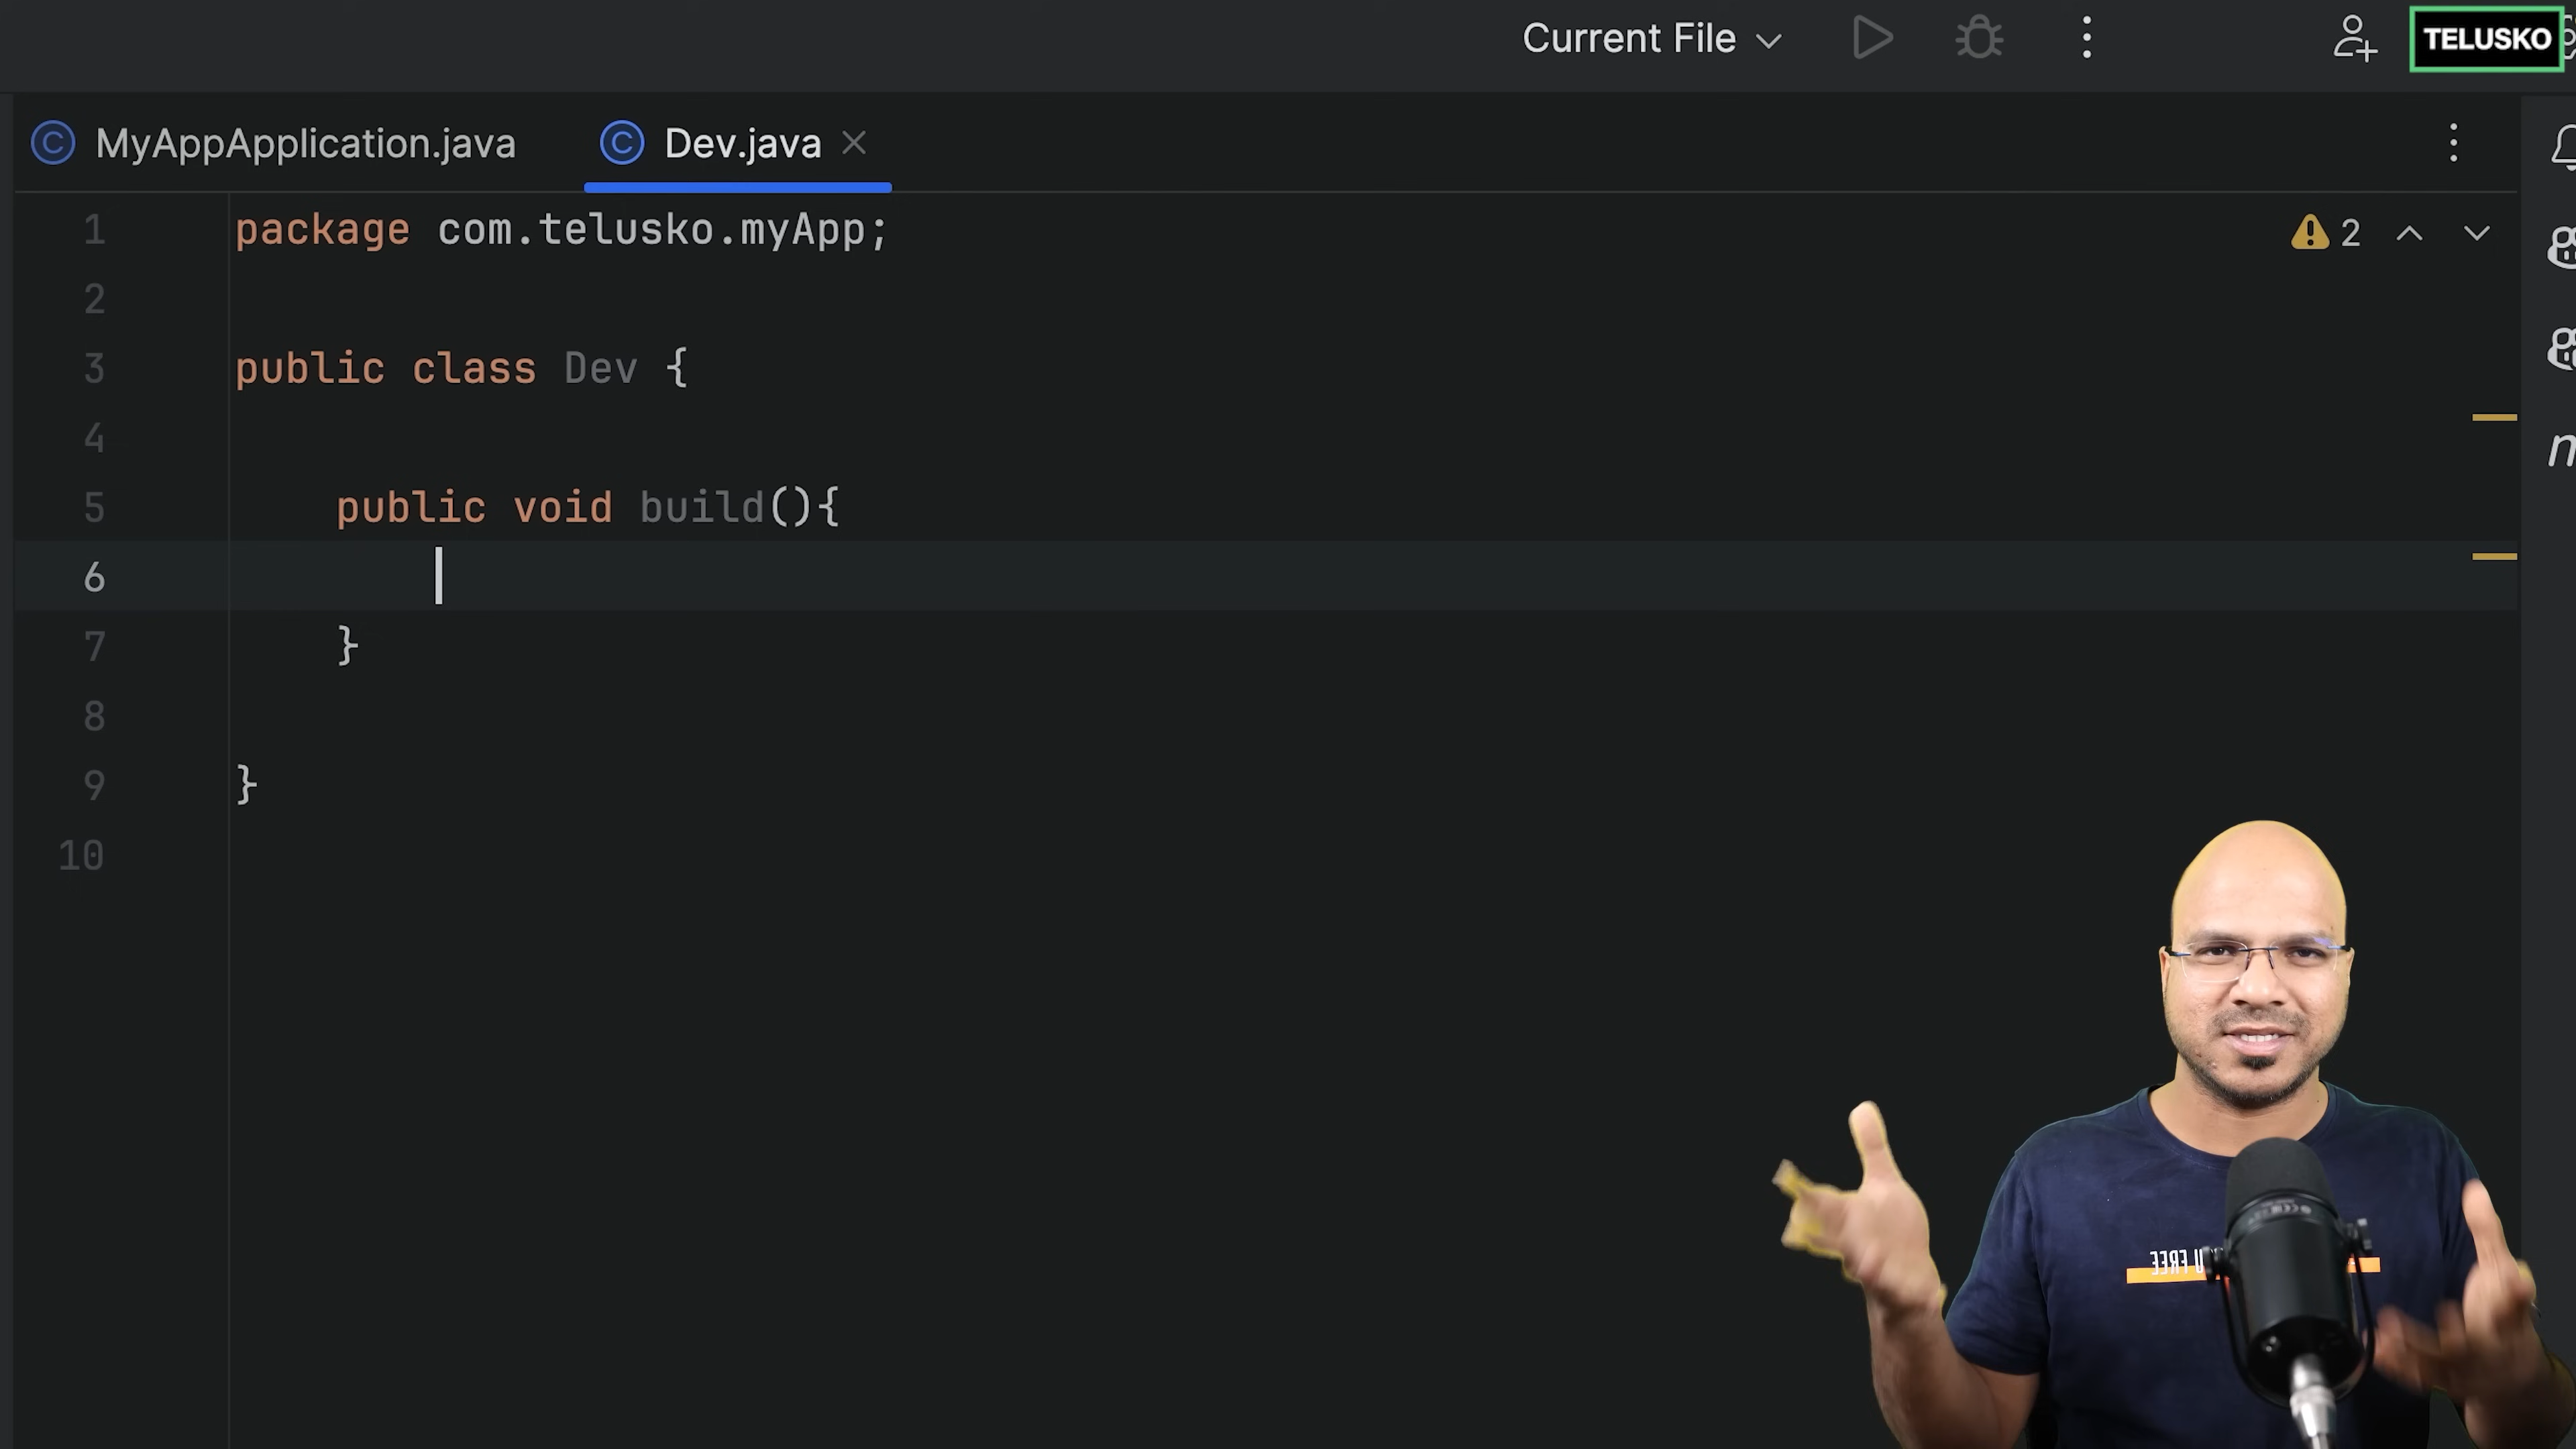 Current File
TELUSKO
MyAppApplication.java
Dev.java
1 package com.telusko.myApp;
2
3 public class Dev {
4
5 public void build(){
6
7 }
8
9 }
10
2
FREE